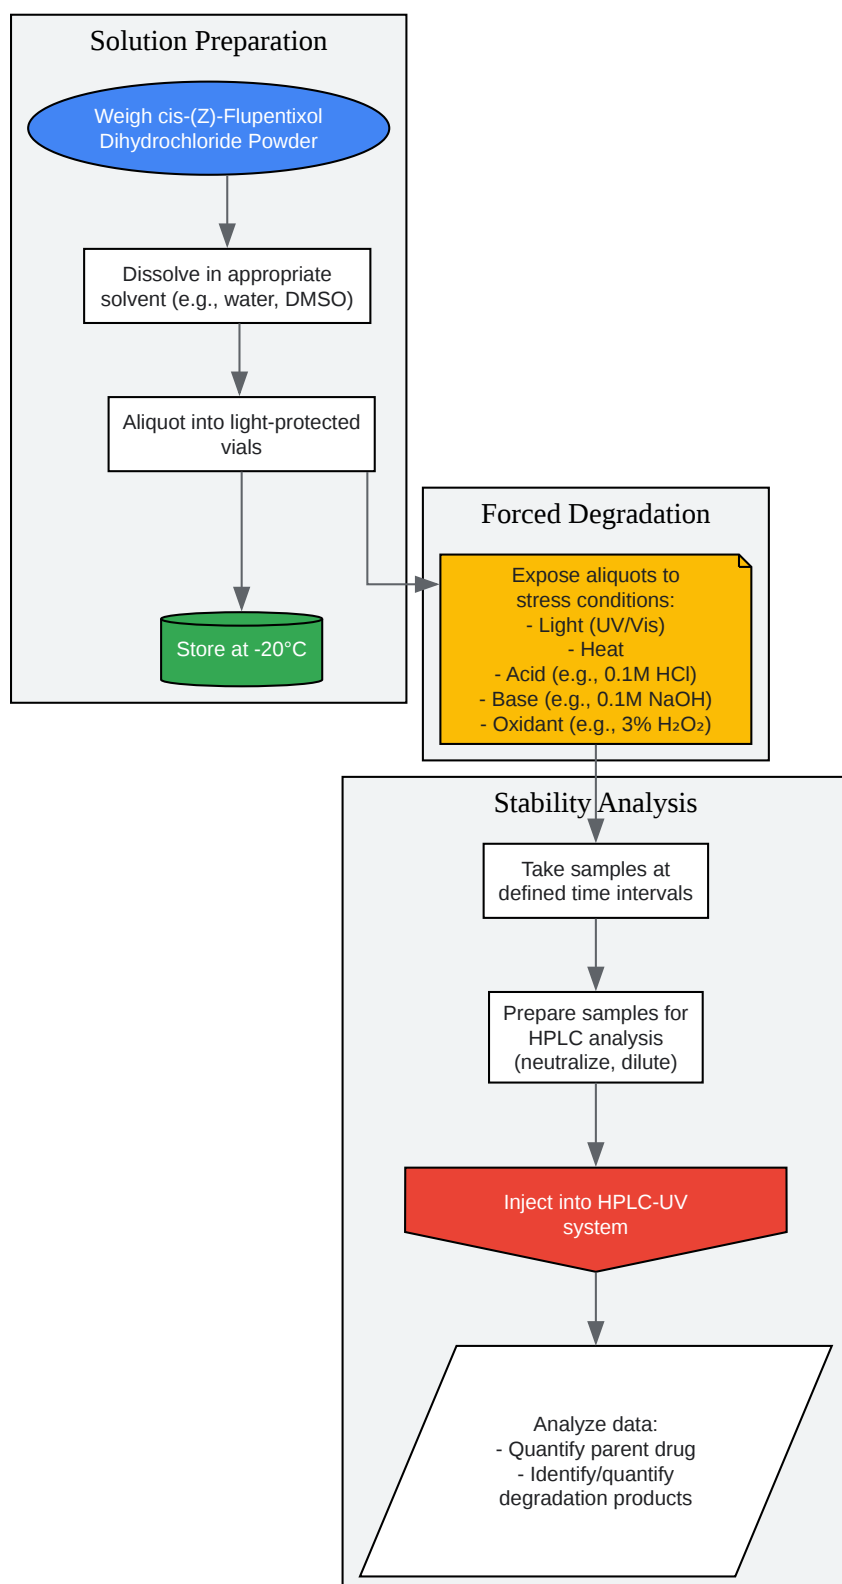 Solution Preparation
Weigh cis-(Z)-Flupentixol
Dihydrochloride Powder
Dissolve in appropriate
solvent (e.g., water, DMSO)
Aliquot into light-protected
vials
Store at -20°C
Forced Degradation
Expose aliquots to
stress conditions:
- Light (UV/Vis)
- Heat
- Acid (e.g., 0.1M HCl)
- Base (e.g., 0.1M NaOH)
- Oxidant (e.g., 3% H₂O₂)
Stability Analysis
Take samples at
defined time intervals
Prepare samples for
HPLC analysis
(neutralize, dilute)
Inject into HPLC-UV
system
Analyze data:
- Quantify parent drug
- Identify/quantify
degradation products